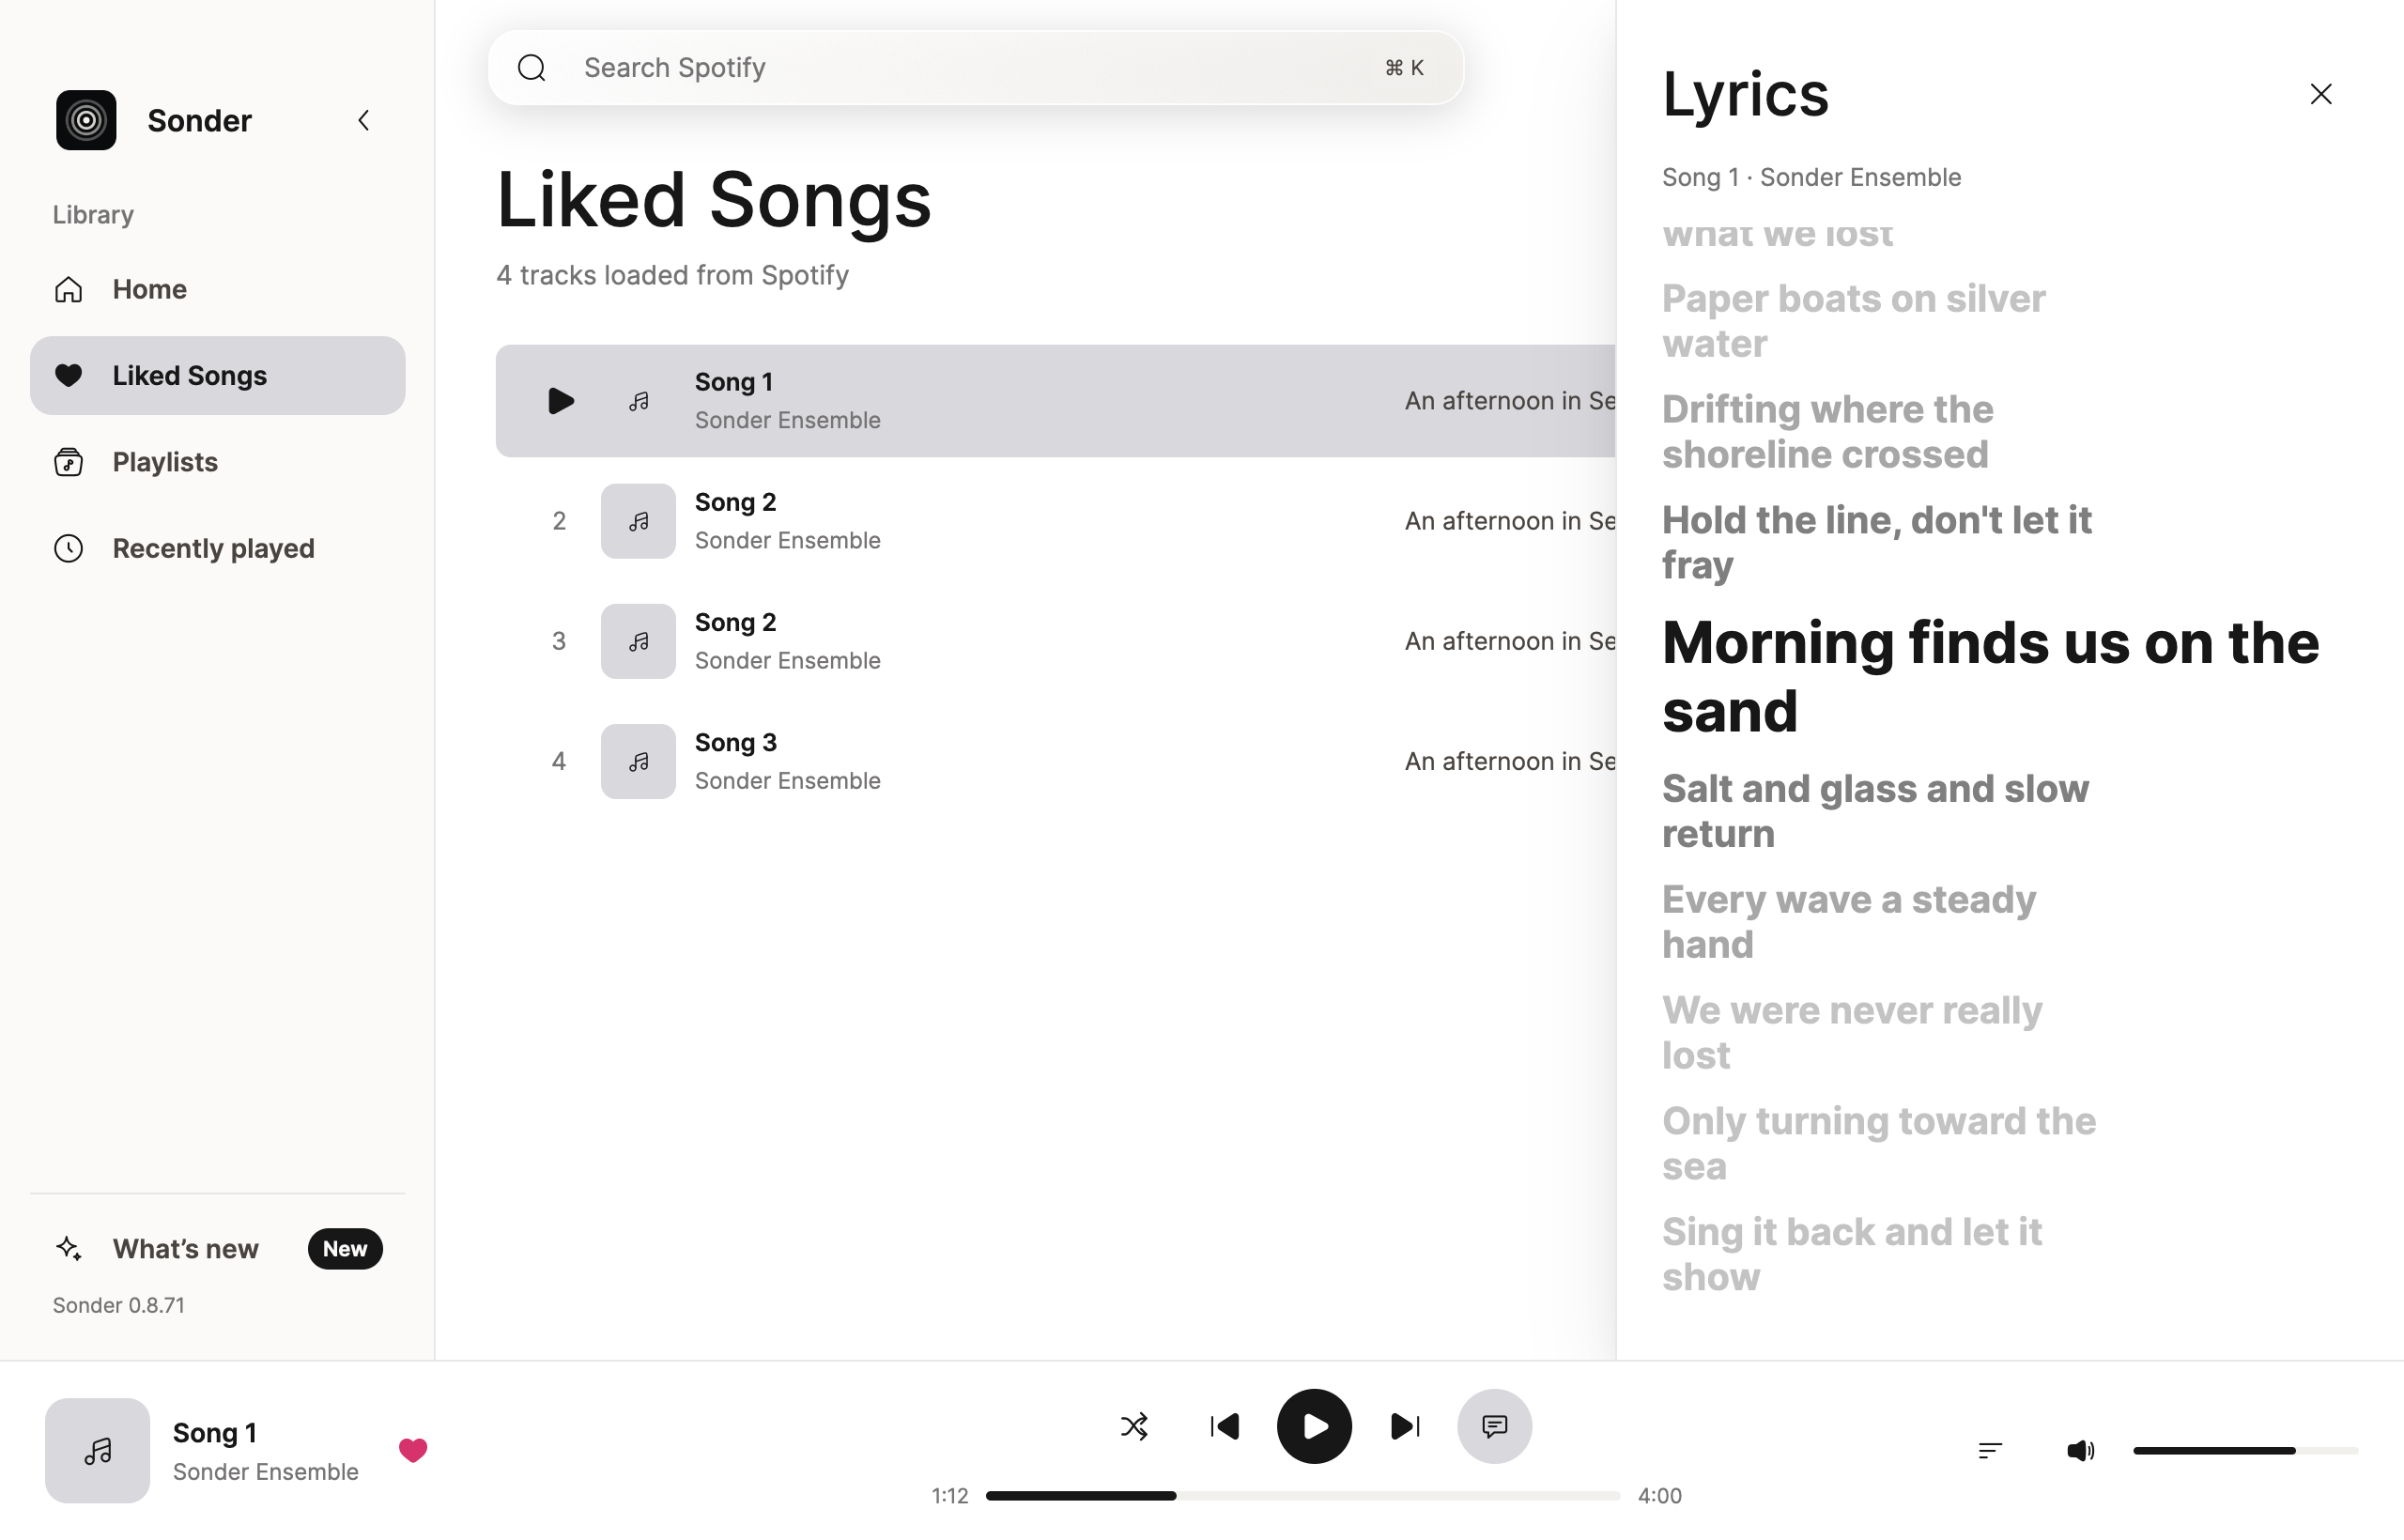 Sonder
Library
Home
Liked Songs
Playlists
Recently played
What’s new
New
Sonder 0.8.71
Search Spotify
⌘ K
Liked Songs
4 tracks loaded from Spotify
Song 1
Sonder Ensemble
An afternoon in Se
2
Song 2
Sonder Ensemble
An afternoon in Se
3
Song 2
Sonder Ensemble
An afternoon in Se
4
Song 3
Sonder Ensemble
An afternoon in Se
Lyrics
Song 1 · Sonder Ensemble
what we lost
Paper boats on silver
water
Drifting where the
shoreline crossed
Hold the line, don't let it
fray
Morning finds us on the
sand
Salt and glass and slow
return
Every wave a steady
hand
We were never really
lost
Only turning toward the
sea
Sing it back and let it
show
Song 1
Sonder Ensemble
1:12
4:00